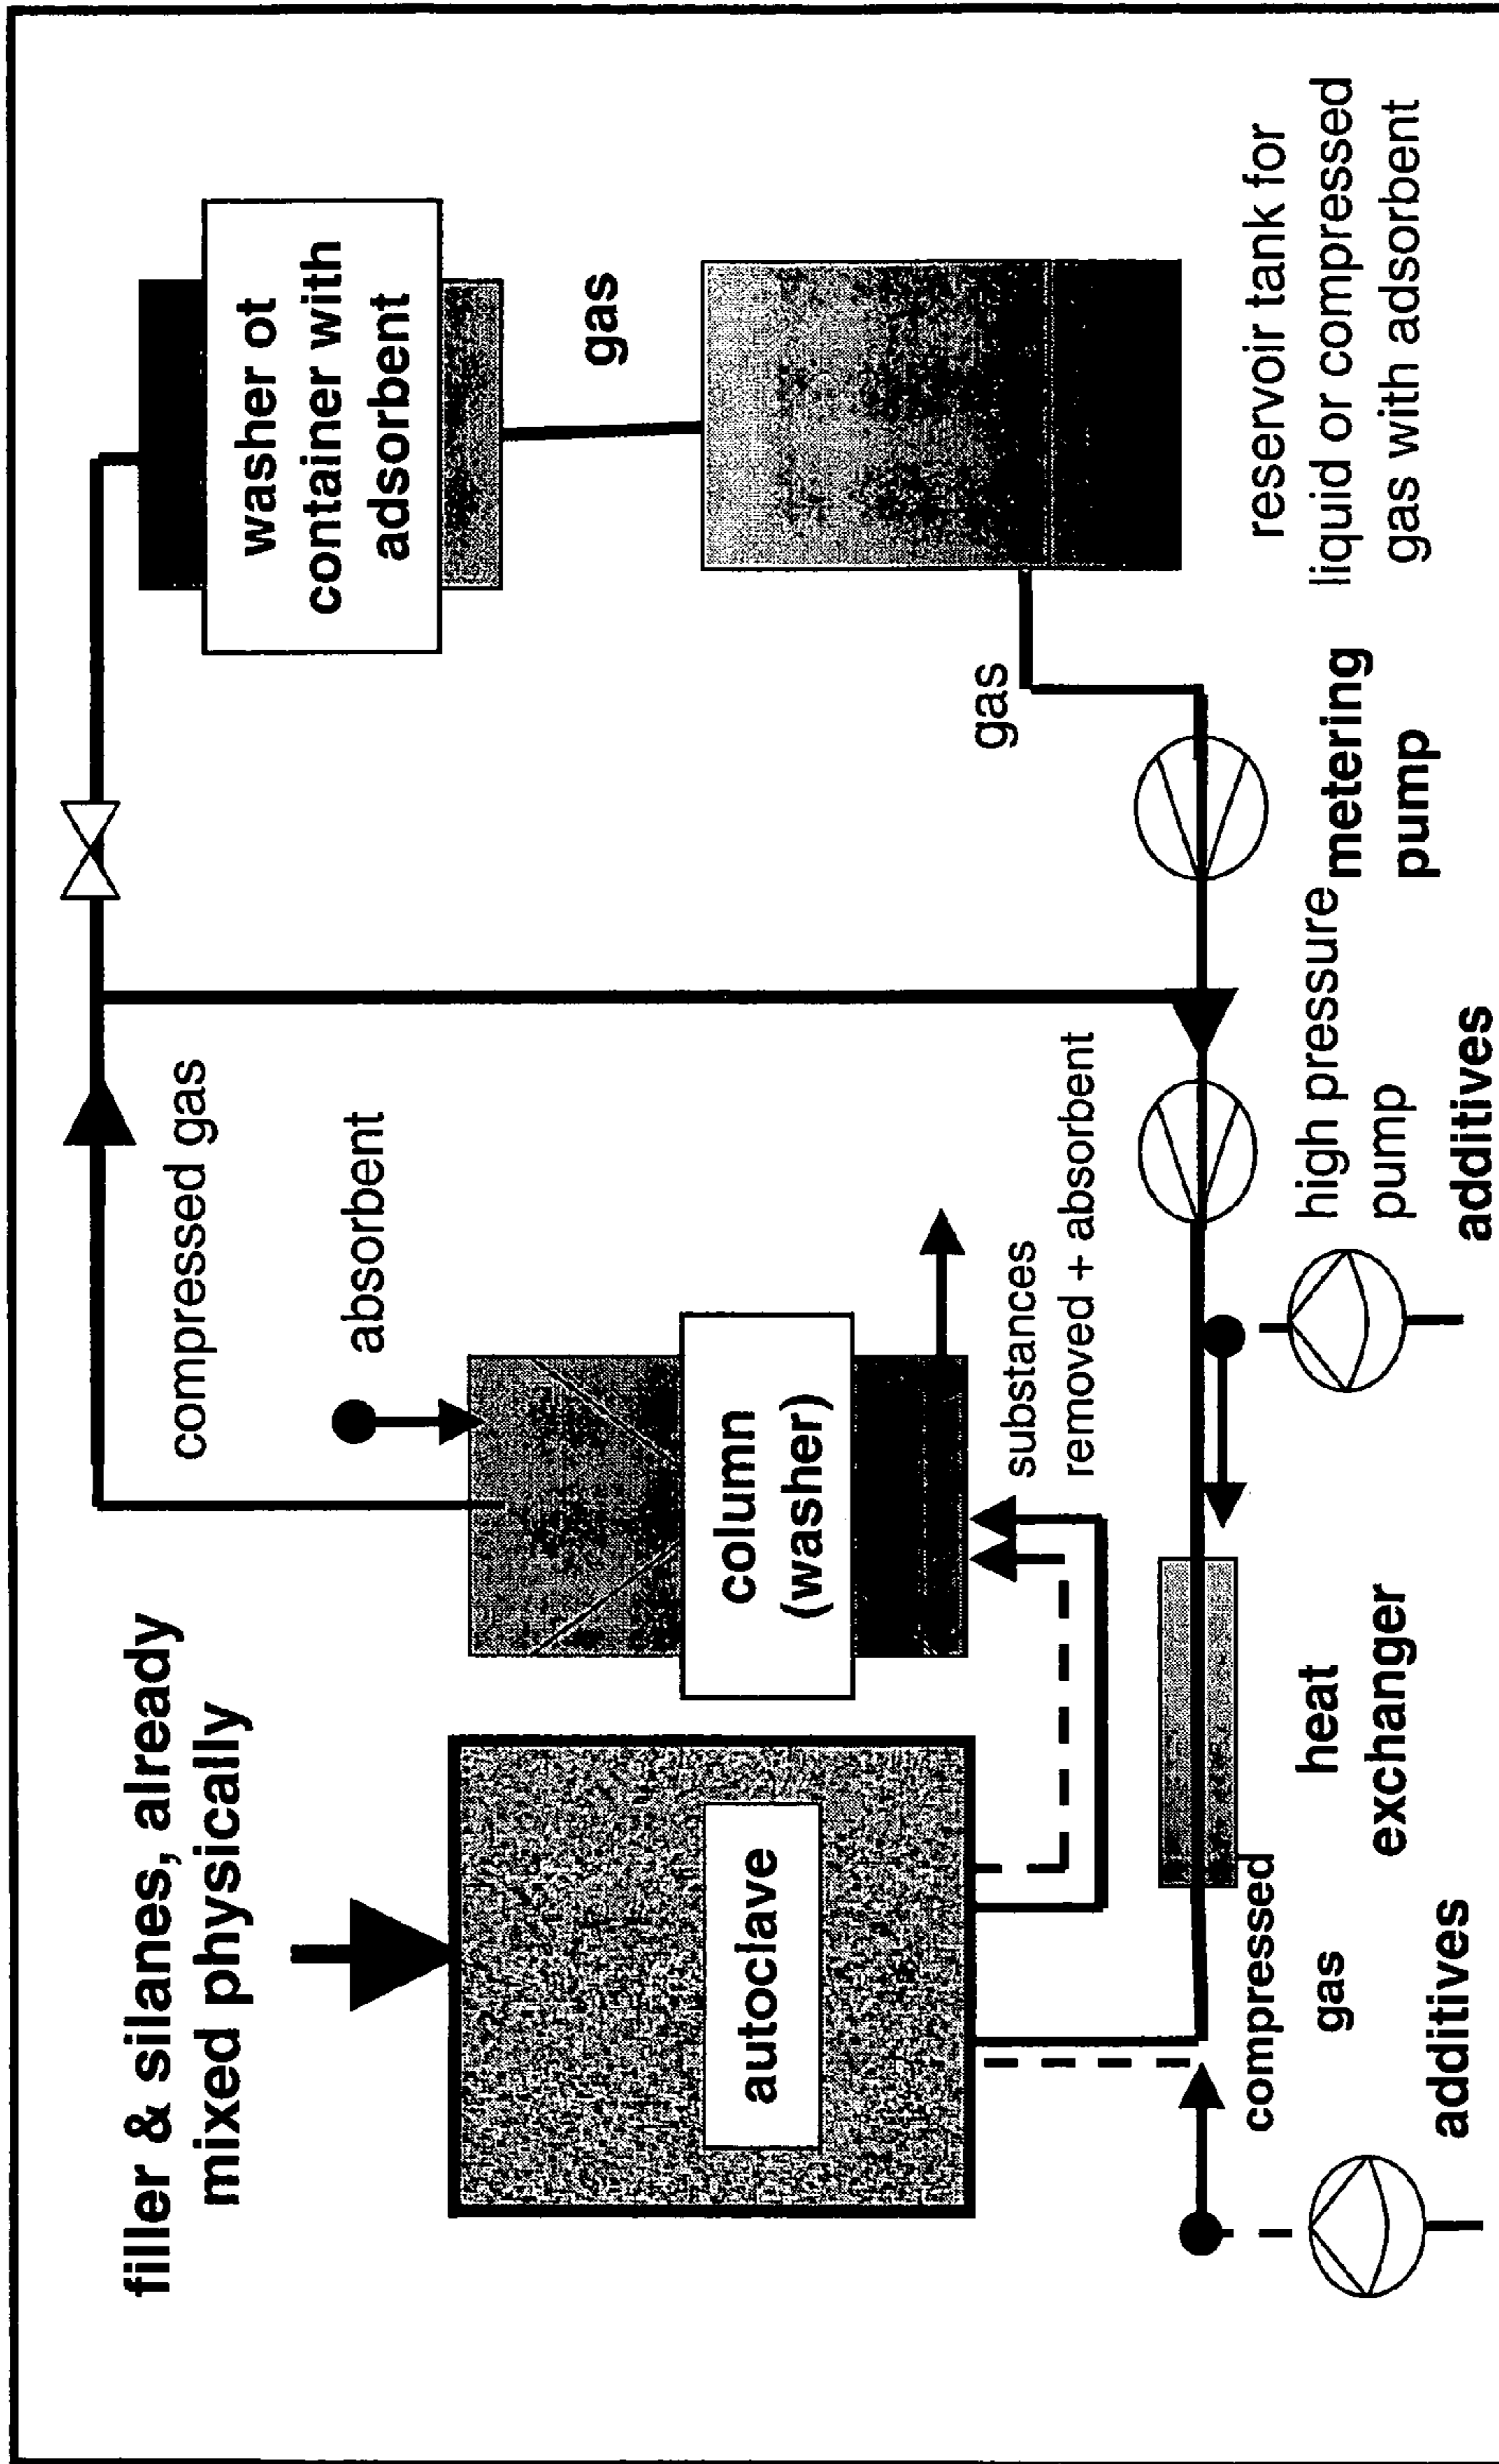 filler & silanes, already
mixed physically
compressed gas
absorbent
autoclave
column
(washer)
substances
removed + absorbent
washer ot
container with
adsorbent
gas
gas
reservoir tank for
liquid or compressed
gas with adsorbent
metering
pump
high pressure
pump
additives
heat
exchanger
compressed
gas
additives